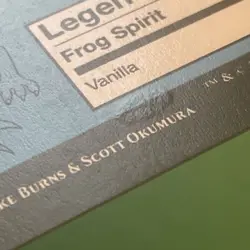 Legen
Frog Spirit
Vanilla
KE BURNS & SCOTT OKUMURA
™ &